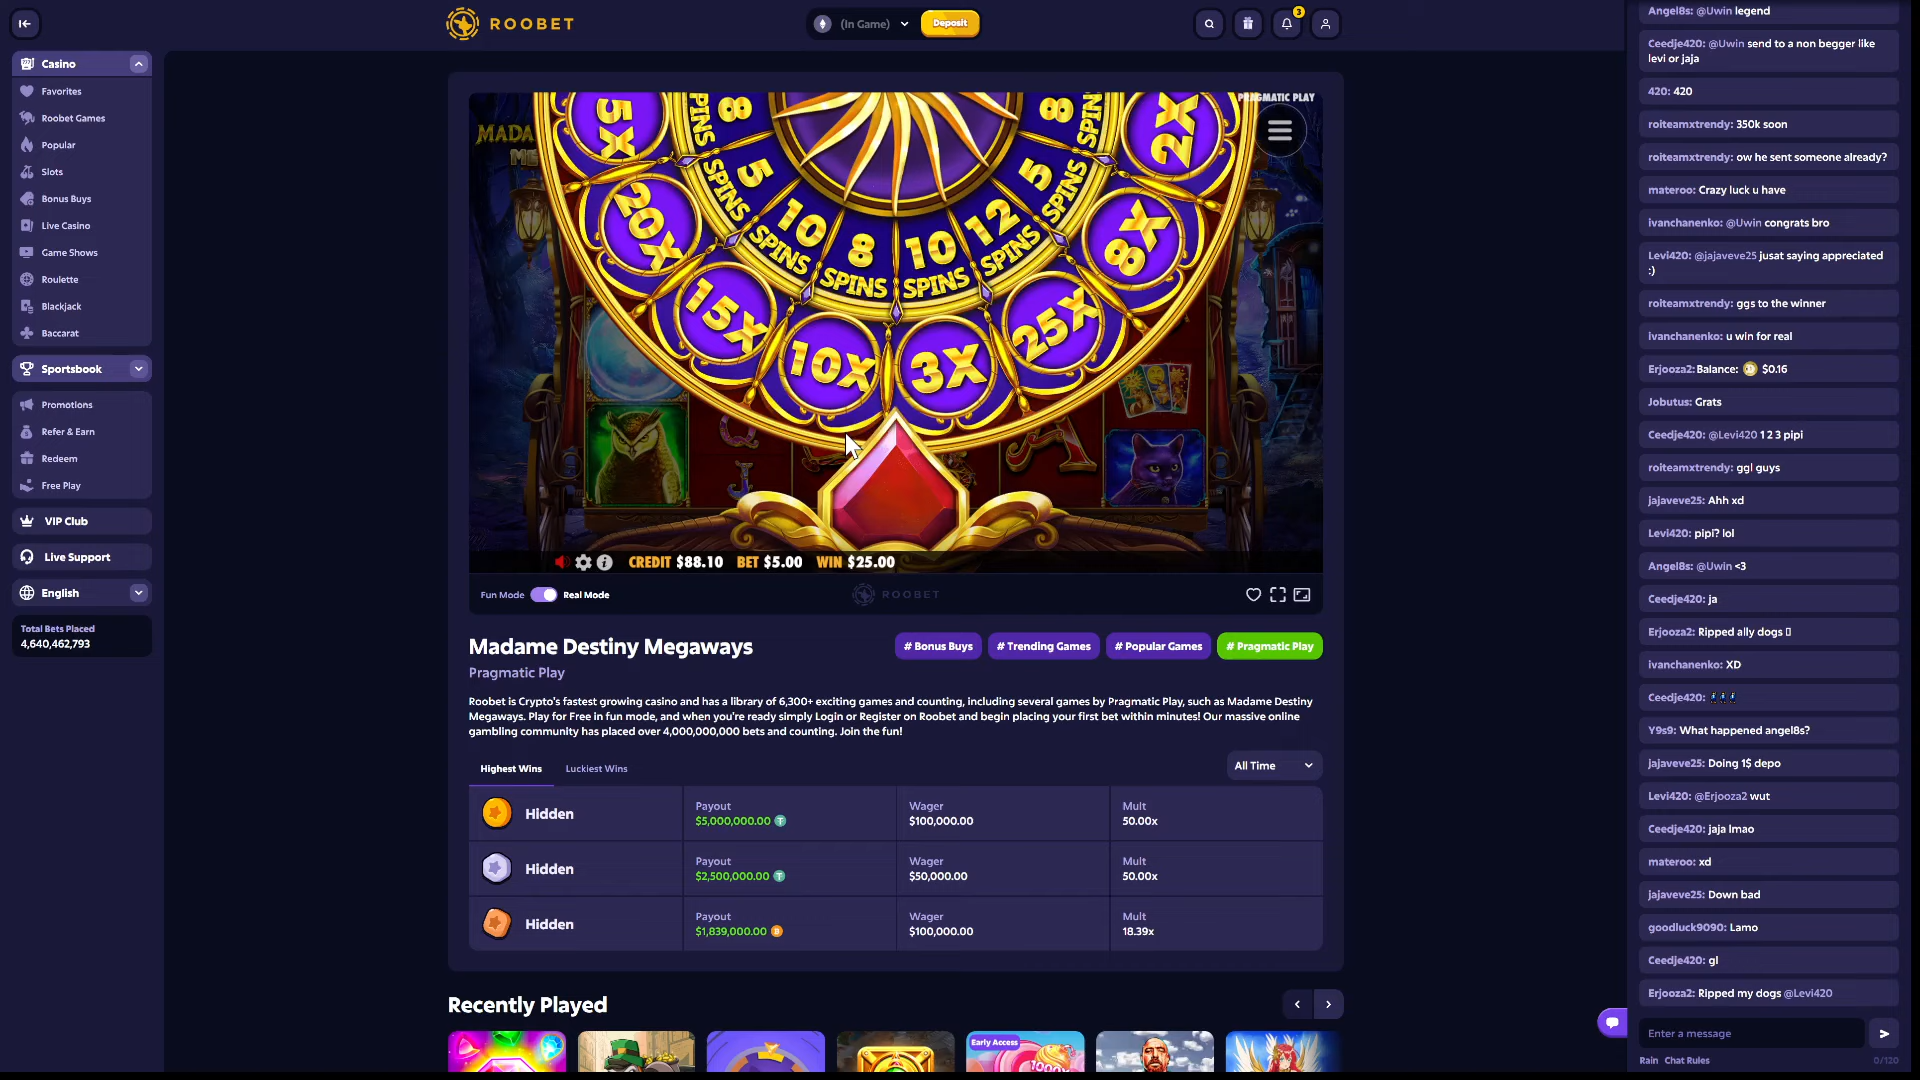 ROOBET
(In Game)
Deposit
3
Casino
Favorites
Roobet Games
Popular
Slots
Bonus Buys
Live Casino
Game Shows
Roulette
Blackjack
Baccarat
Sportsbook
Promotions
Refer & Earn
Redeem
Free Play
VIP Club
Live Support
English
Total Bets Placed
4,640,462,793
PRAGMATIC PLAY
5X
20X
15X
10X
3X
25X
8X
2X
8 SPINS
5 SPINS
10 SPINS
8 SPINS
10 SPINS
12 SPINS
5 SPINS
8 SPINS
CREDIT $88.10 BET $5.00 WIN $25.00
Fun Mode Real Mode
ROOBET
Madame Destiny Megaways
Pragmatic Play
# Bonus Buys # Trending Games # Popular Games # Pragmatic Play
Roobet is Crypto's fastest growing casino and has a library of 6,300+ exciting games and counting, including several games by Pragmatic Play, such as Madame Destiny
Megaways. Play for Free in fun mode, and when you're ready simply Login or Register on Roobet and begin placing your first bet within minutes! Our massive online
gambling community has placed over 4,000,000,000 bets and counting. Join the fun!
Highest Wins Luckiest Wins
All Time
Hidden
Payout
$5,000,000.00
Wager
$100,000.00
Mult
50.00x
Hidden
Payout
$2,500,000.00
Wager
$50,000.00
Mult
50.00x
Hidden
Payout
$1,839,000.00
Wager
$100,000.00
Mult
18.39x
Recently Played
Early Access
Angel8s: @Uwin legend
Ceedje420: @Uwin send to a non begger like
levi or jaja
420: 420
roiteamxtrendy: 350k soon
roiteamxtrendy: ow he sent someone already?
materoo: Crazy luck u have
ivanchanenko: @Uwin congrats bro
Levi420: @jajaveve25 jusat saying appreciated
:)
roiteamxtrendy: ggs to the winner
ivanchanenko: u win for real
Erjooza2: Balance: $0.16
Jobutus: Grats
Ceedje420: @Levi420 1 2 3 pipi
roiteamxtrendy: ggl guys
jajaveve25: Ahh xd
Levi420: pipi? lol
Angel8s: @Uwin <3
Ceedje420: ja
Erjooza2: Ripped ally dogs
ivanchanenko: XD
Ceedje420:
Y9s9: What happened angel8s?
jajaveve25: Doing 1$ depo
Levi420: @Erjooza2 wut
Ceedje420: jaja lmao
materoo: xd
jajaveve25: Down bad
goodluck9090: Lamo
Ceedje420: gl
Erjooza2: Ripped my dogs @Levi420
Enter a message
Rain Chat Rules
0/120